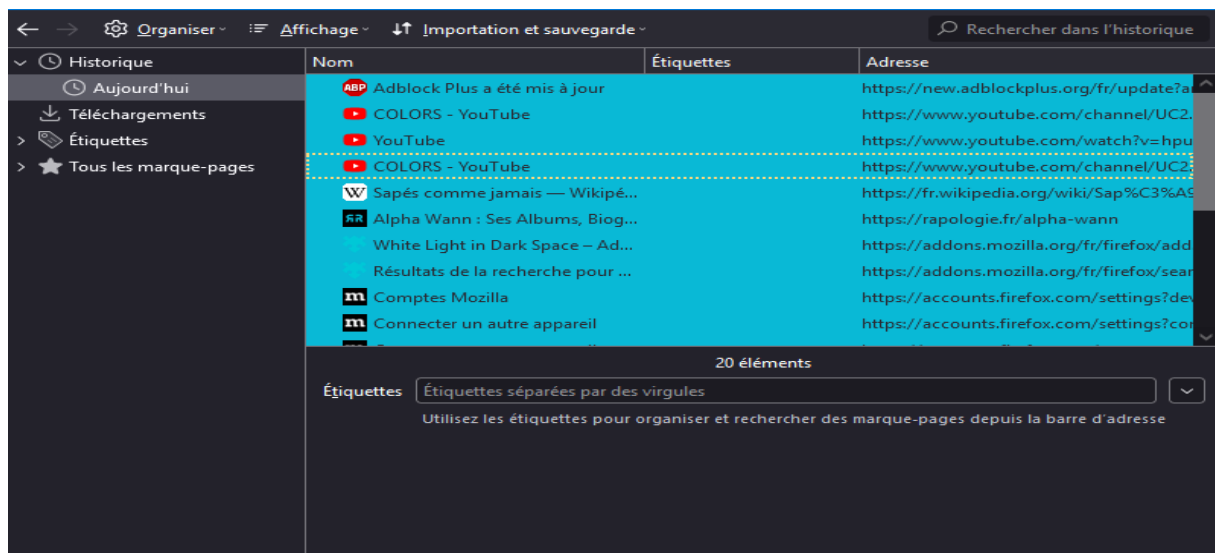 Organiser Affichage Importation et sauvegarde Rechercher dans l'historique
Historique
Aujourd'hui
Téléchargements
Étiquettes
Tous les marque-pages
Nom Étiquettes Adresse
ABP Adblock Plus a été mis à jour https://new.adblockplus.org/fr/update?a
COLORS - YouTube https://www.youtube.com/channel/UC2.
YouTube https://www.youtube.com/watch?v=hpu
COLORS - YouTube https://www.youtube.com/channel/UC2.
W Sapés comme jamais — Wikipé... https://fr.wikipedia.org/wiki/Sap%C3%A9
Alpha Wann : Ses Albums, Biog... https://rapologie.fr/alpha-wann
White Light in Dark Space – Ad... https://addons.mozilla.org/fr/firefox/add
Résultats de la recherche pour ... https://addons.mozilla.org/fr/firefox/sear
m Comptes Mozilla https://accounts.firefox.com/settings?dev
m Connecter un autre appareil https://accounts.firefox.com/settings?con
20 éléments
Étiquettes Étiquettes séparées par des virgules
Utilisez les étiquettes pour organiser et rechercher des marque-pages depuis la barre d'adresse